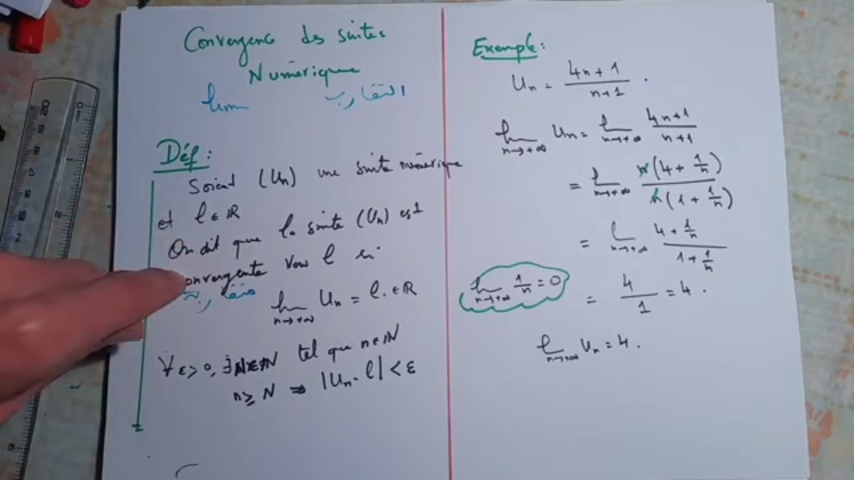 Convergence des suites
Numérique
lim التقارب
Déf:
Soient (Un) une suite numérique
et l ∈ ℝ
On dit que la suite (Un) est
convergente vers l si
متقاربة
lim n→+∞ Un = l. ∈ ℝ
∀ ε > 0, ∃ N ∈ ℕ tel que n ∈ ℕ
n ≥ N ⇒ |Un - l| < ε
Exemple:
Un = (4n+1)/(n+1) .
lim n→+∞ Un = lim n→+∞ (4n+1)/(n+1)
= lim n→+∞ n(4 + 1/n)/n(1 + 1/n)
= lim n→+∞ (4 + 1/n)/(1 + 1/n)
lim n→+∞ 1/n = 0
= 4/1 = 4 .
lim n→+∞ Un = 4 .